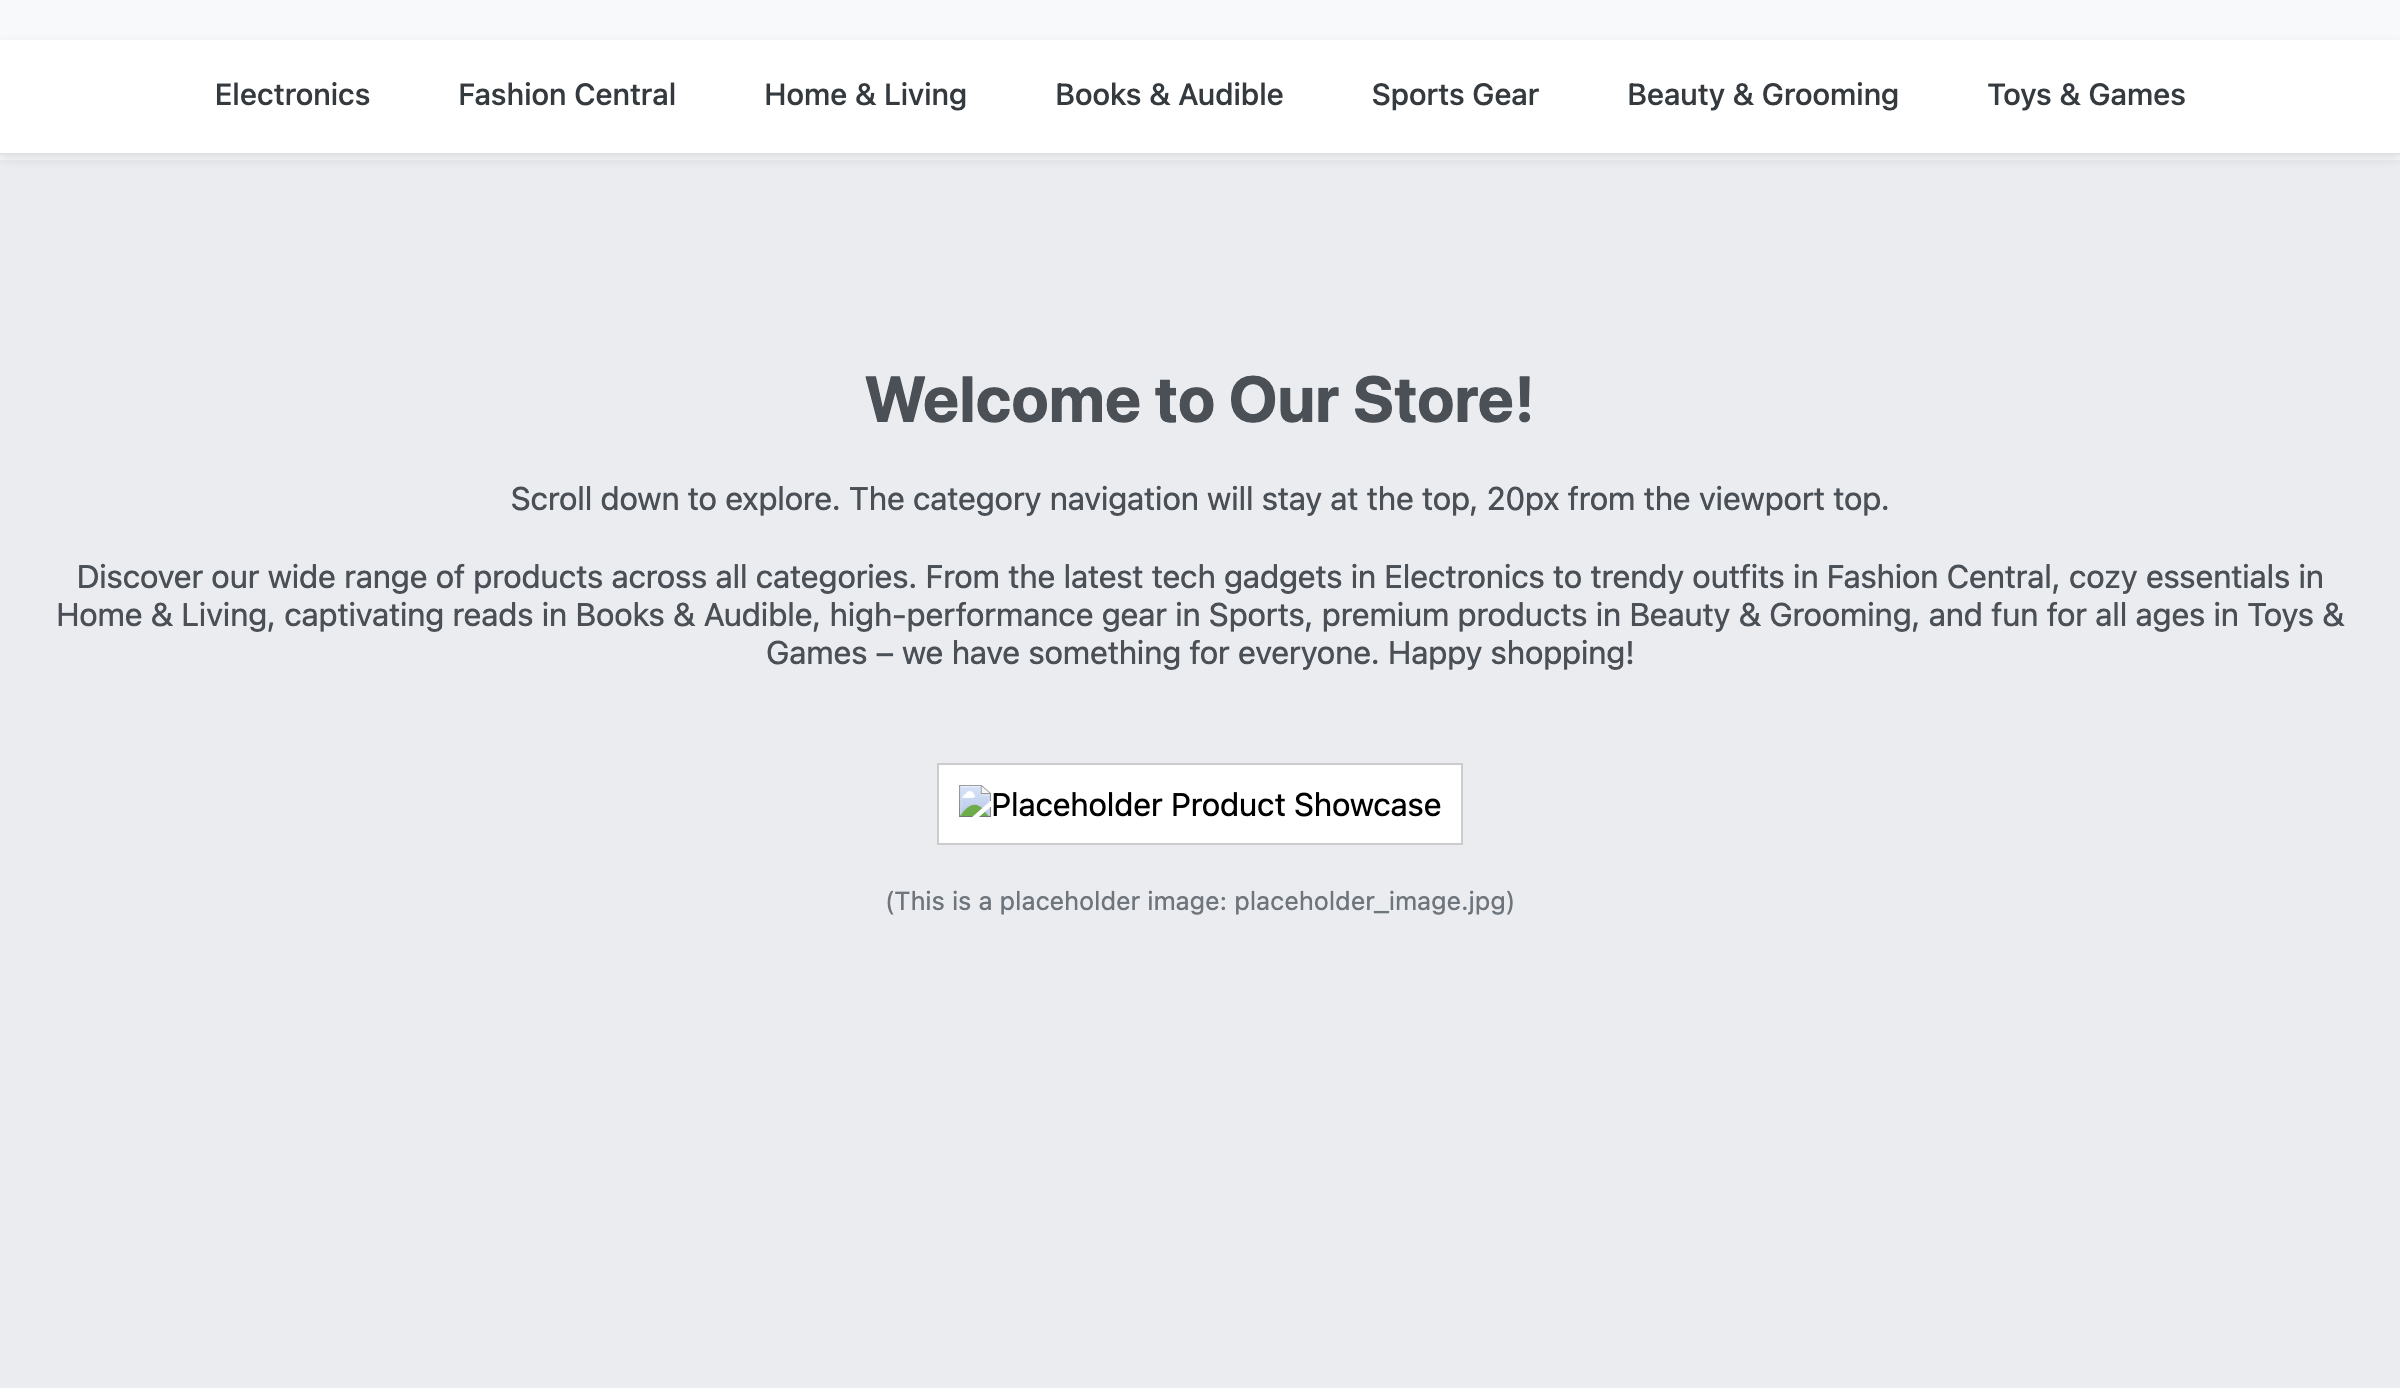 Electronics Fashion Central Home & Living Books & Audible Sports Gear Beauty & Grooming Toys & Games
Welcome to Our Store!
Scroll down to explore. The category navigation will stay at the top, 20px from the viewport top.
Discover our wide range of products across all categories. From the latest tech gadgets in Electronics to trendy outfits in Fashion Central, cozy essentials in
Home & Living, captivating reads in Books & Audible, high-performance gear in Sports, premium products in Beauty & Grooming, and fun for all ages in Toys &
Games – we have something for everyone. Happy shopping!
Placeholder Product Showcase
(This is a placeholder image: placeholder_image.jpg)